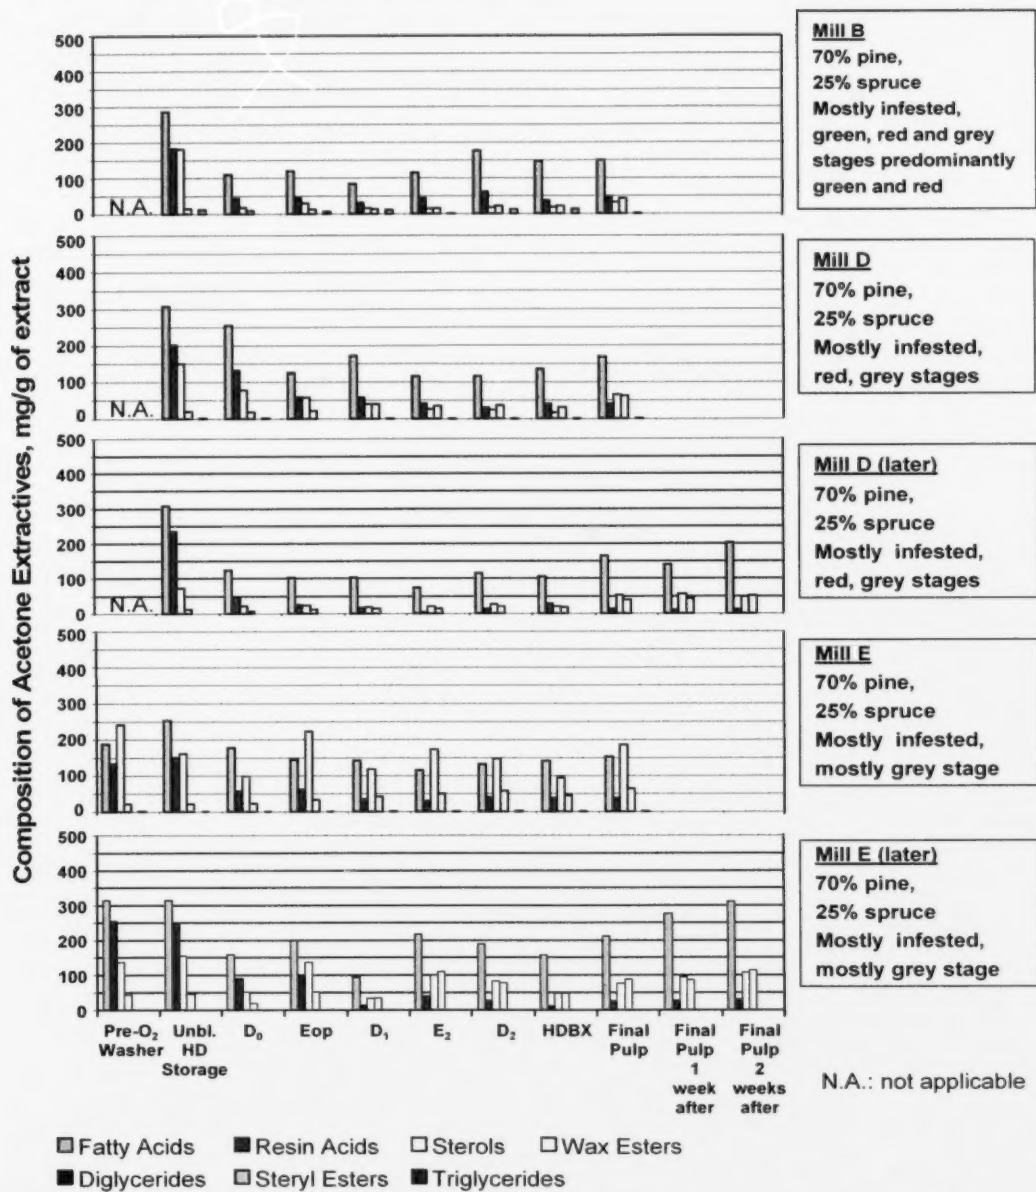 Composition of Acetone Extractives, mg/g of extract
500
400
300
200
100
0
N.A.
Mill B
70% pine,
25% spruce
Mostly infested,
green, red and grey
stages predominantly
green and red
500
400
300
200
100
0
N.A.
Mill D
70% pine,
25% spruce
Mostly infested,
red, grey stages
500
400
300
200
100
0
N.A.
Mill D (later)
70% pine,
25% spruce
Mostly infested,
red, grey stages
500
400
300
200
100
0
Mill E
70% pine,
25% spruce
Mostly infested,
mostly grey stage
500
400
300
200
100
0
Mill E (later)
70% pine,
25% spruce
Mostly infested,
mostly grey stage
Pre-O₂
Washer
Unbl.
HD
Storage
D₀
Eop
D₁
E₂
D₂
HDBX
Final
Pulp
Final
Pulp
1
week
after
Final
Pulp
2
weeks
after
N.A.: not applicable
Fatty Acids Resin Acids Sterols Wax Esters
Diglycerides Steryl Esters Triglycerides